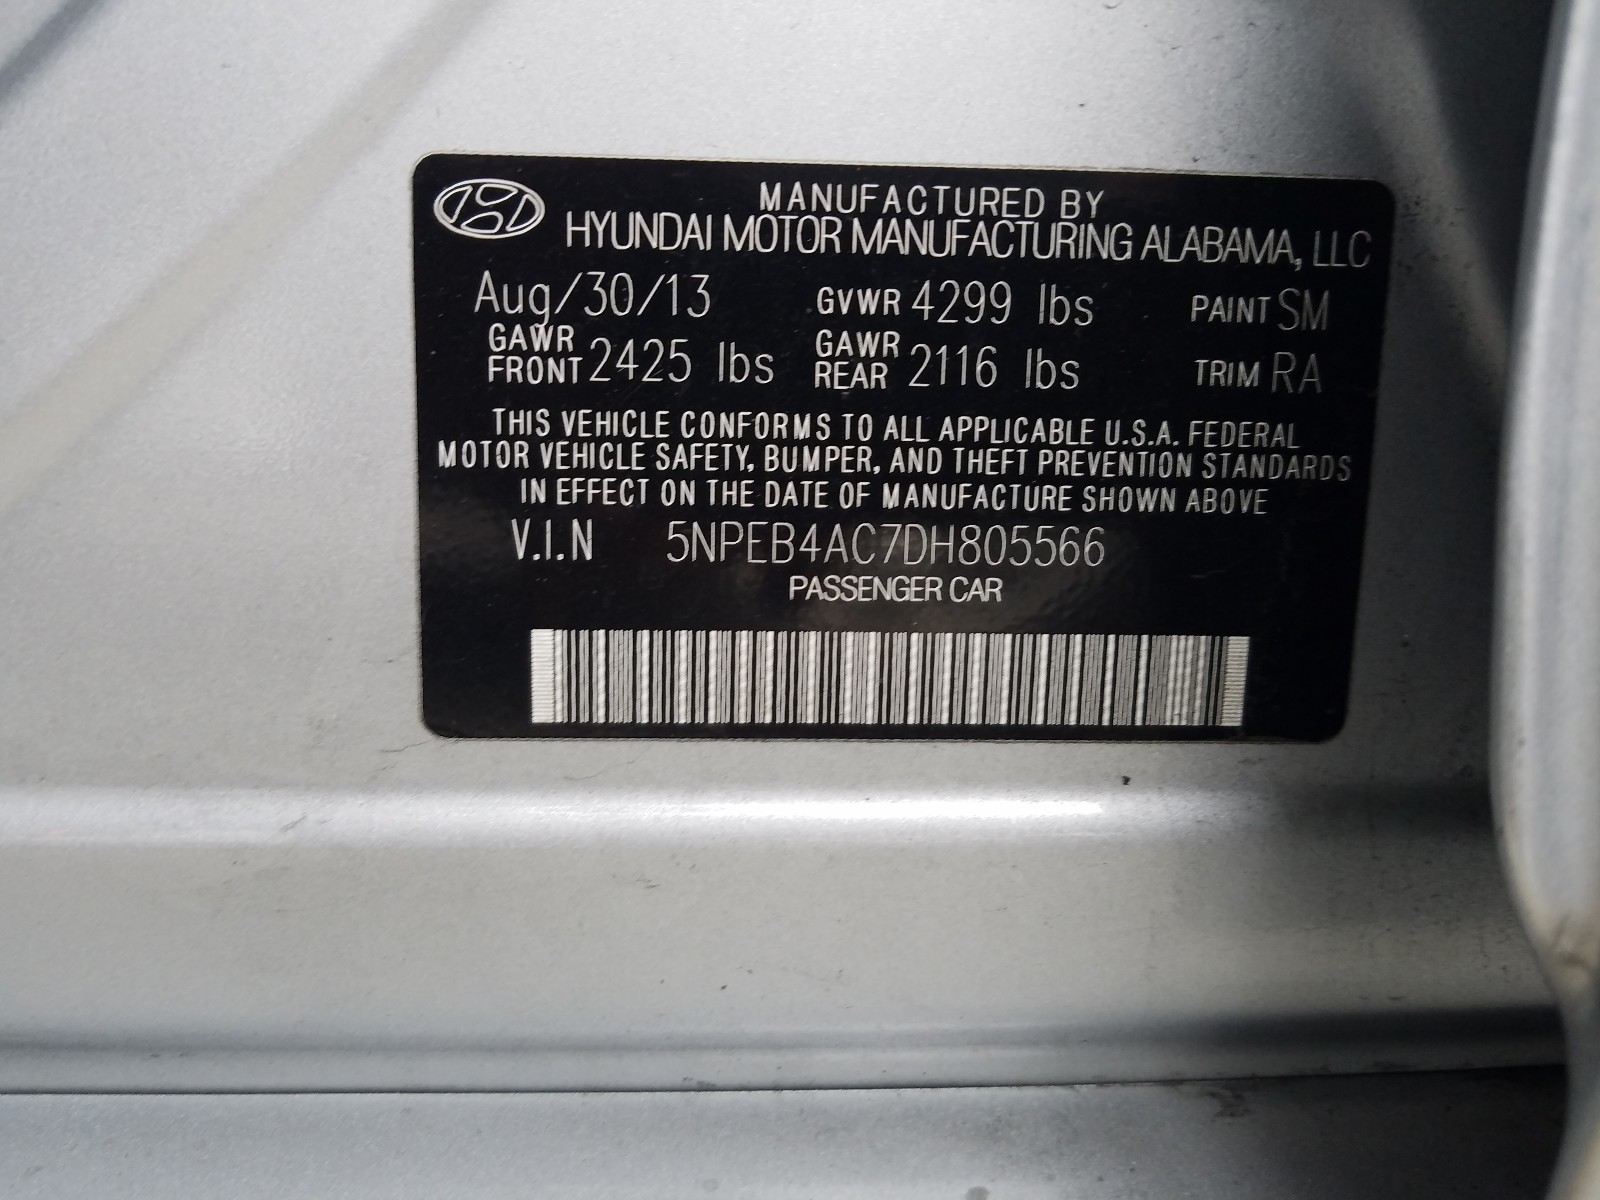 MANUFACTURED BY
HYUNDAI MOTOR MANUFACTURING ALABAMA, LLC
Aug/30/13 GVWR 4299 lbs PAINT SM
GAWR FRONT 2425 lbs GAWR REAR 2116 lbs TRIM RA
THIS VEHICLE CONFORMS TO ALL APPLICABLE U.S.A. FEDERAL
MOTOR VEHICLE SAFETY, BUMPER, AND THEFT PREVENTION STANDARDS
IN EFFECT ON THE DATE OF MANUFACTURE SHOWN ABOVE
V.I.N 5NPEB4AC7DH805566
PASSENGER CAR